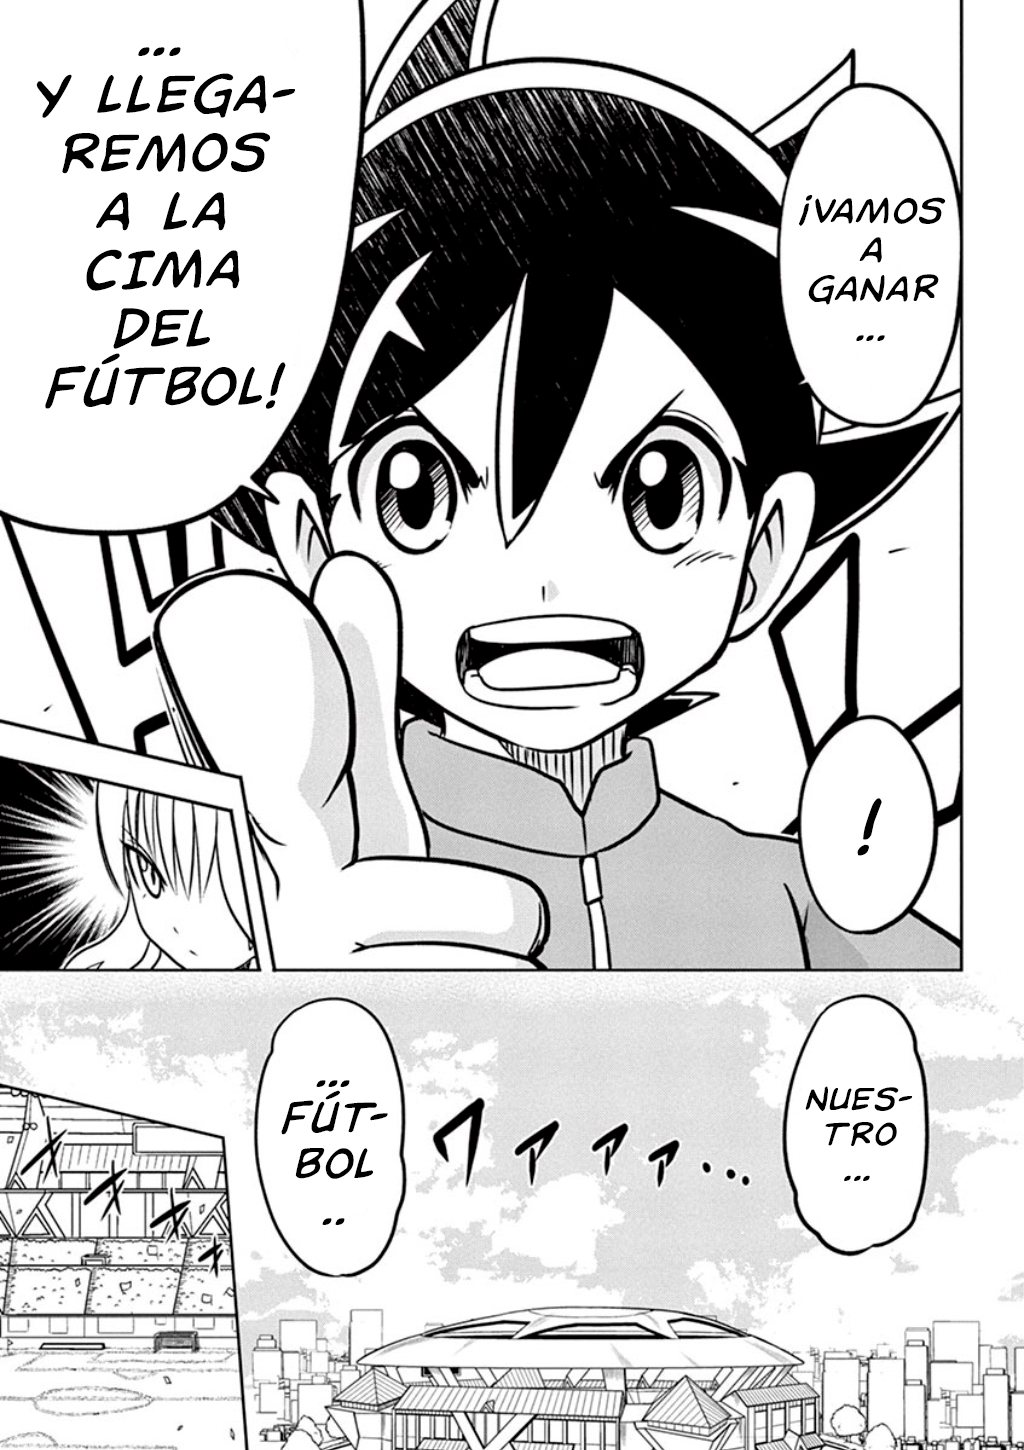 ¡VAMOS
A
GANAR
...
...
Y LLEGA-
REMOS
A LA
CIMA
DEL
FÚTBOL!
!
NUES-
TRO
...
ワァァァ...
...
FÚT-
BOL
..